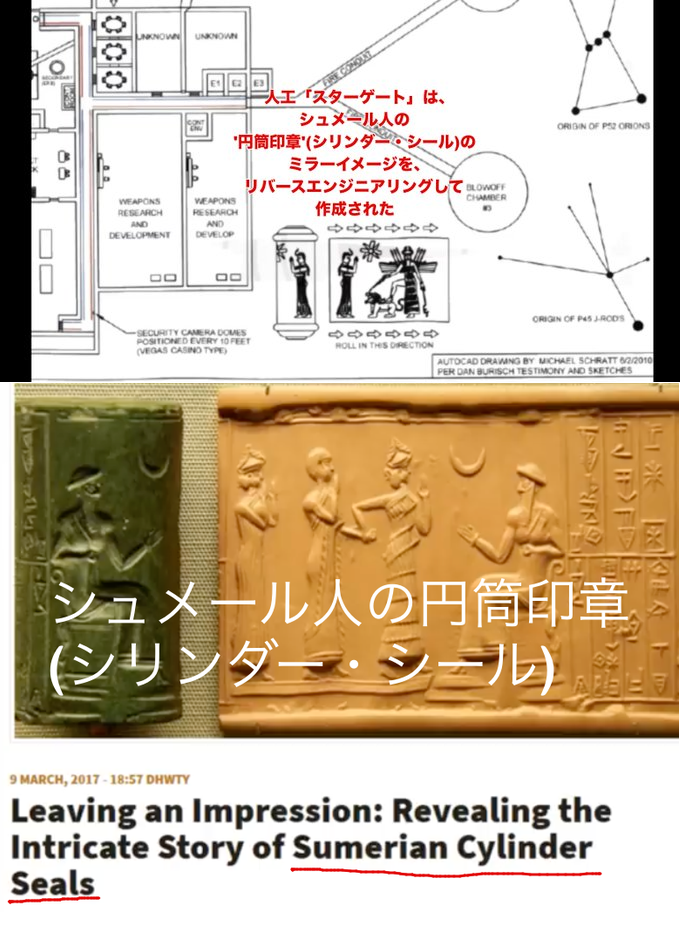 UNKNOWN
UNKNOWN
E1
E2
E3
CONT
ENV
FIRE CONDUIT
ORIGIN OF P52 ORIONS
人工「スターゲート」は、
シュメール人の
"円筒印章"(シリンダー・シール)の
ミラーイメージを、
リバースエンジニアリングして
作成された
BLOWOFF
CHAMBER
#3
WEAPONS
RESEARCH
AND
DEVELOPMENT
WEAPONS
RESEARCH
AND
DEVELOP
ORIGIN OF P45 J-ROD'S
SECURITY CAMERA DOMES
POSITIONED EVERY 10 FEET
(VEGAS CASINO TYPE)
ROLL IN THIS DIRECTION
AUTOCAD DRAWING BY MICHAEL SCHRATT 6/2/2010
PER DAN BURISCH TESTIMONY AND SKETCHES
シュメール人の円筒印章
(シリンダー・シール)
9 MARCH, 2017 - 18:57 DHWTY
Leaving an Impression: Revealing the
Intricate Story of Sumerian Cylinder
Seals